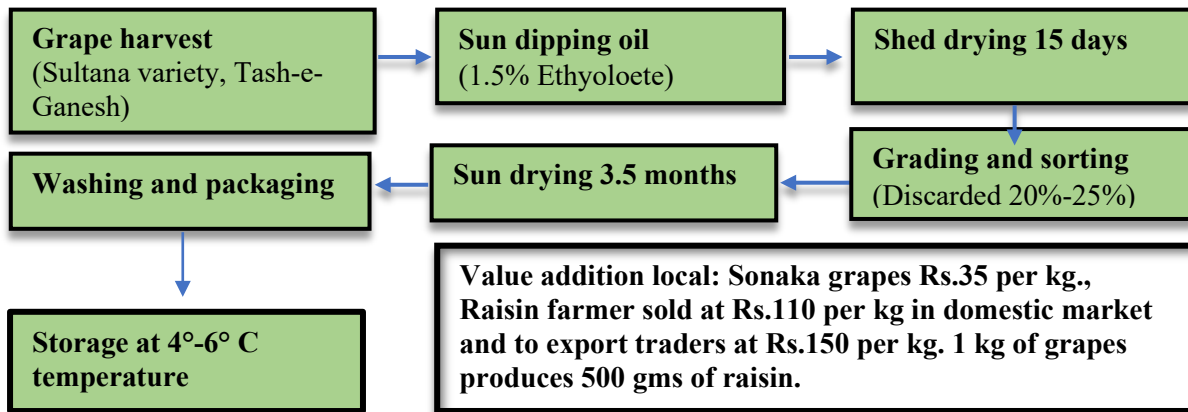 Grape harvest
(Sultana variety, Tash-e-
Ganesh)
Sun dipping oil
(1.5% Ethyoloete)
Shed drying 15 days
Grading and sorting
(Discarded 20%-25%)
Sun drying 3.5 months
Washing and packaging
Storage at 4°-6° C
temperature
Value addition local: Sonaka grapes Rs.35 per kg.,
Raisin farmer sold at Rs.110 per kg in domestic market
and to export traders at Rs.150 per kg. 1 kg of grapes
produces 500 gms of raisin.